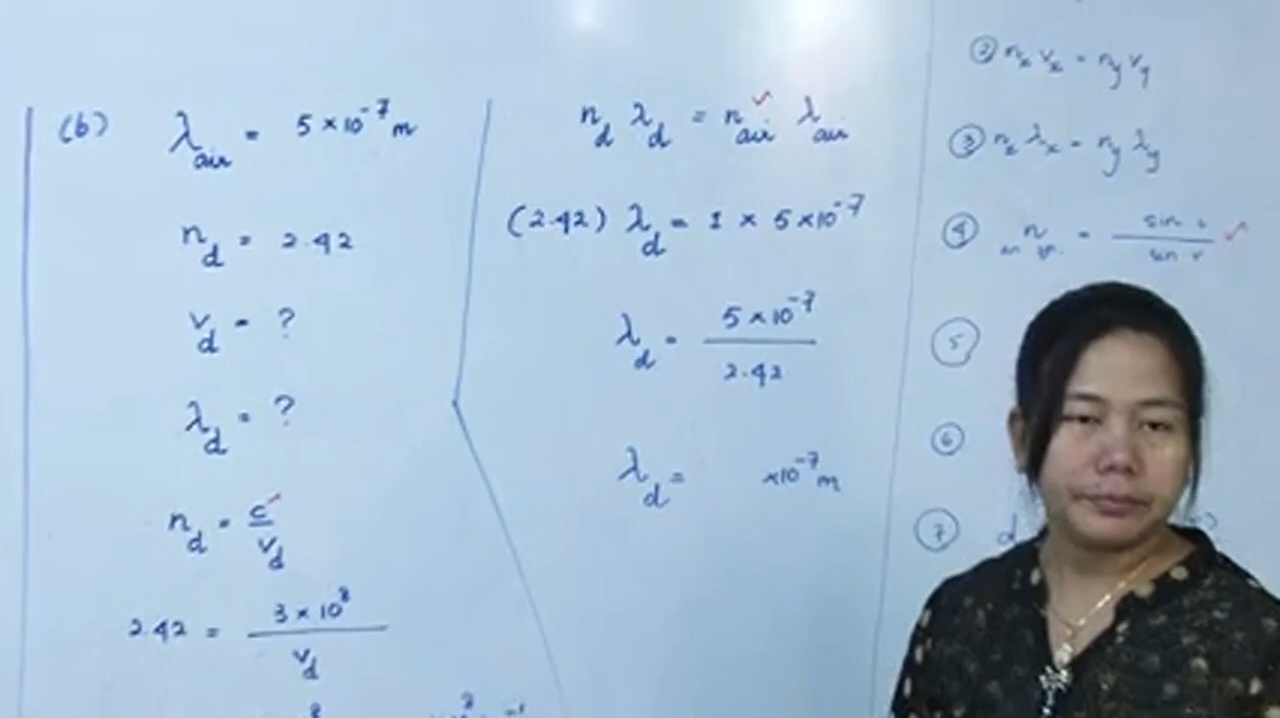 (b) λair = 5 × 10⁻⁷ m
nd = 2.42
vd = ?
λd = ?
nd = c/vd
2.42 = 3 × 10⁸/vd
nd λd = nair λair
(2.42) λd = 1 × 5 × 10⁻⁷
λd = 5 × 10⁻⁷/2.42
λd = × 10⁻⁷ m
② nx vx = ny vy
③ nx λx = ny λy
④ n = sin i/sin r
⑤
⑥
⑦ d